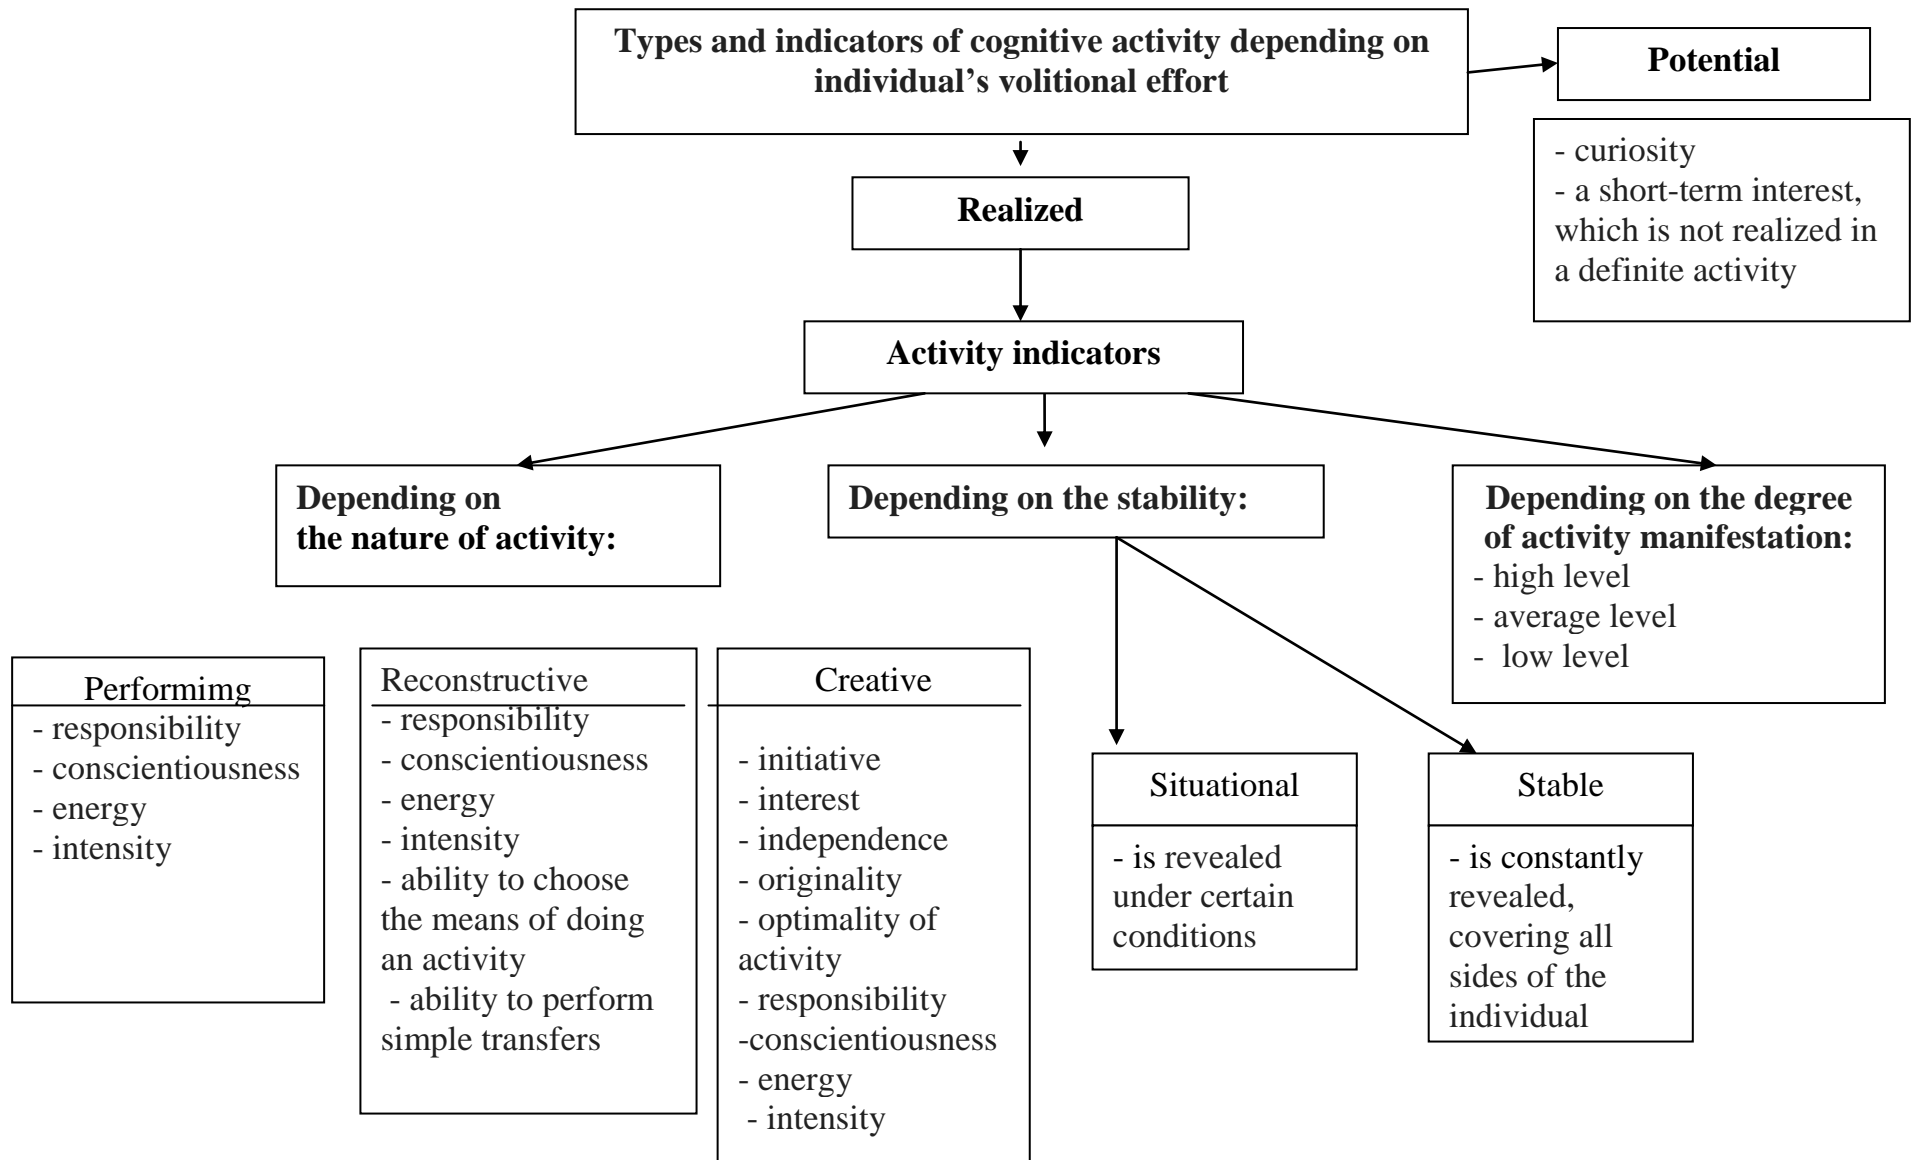 Types and indicators of cognitive activity depending on
individual’s volitional effort
Potential
- curiosity
- a short-term interest,
which is not realized in
a definite activity
Realized
Activity indicators
Depending on
the nature of activity:
Depending on the stability:
Depending on the degree
of activity manifestation:
- high level
- average level
- low level
Performimg
- responsibility
- conscientiousness
- energy
- intensity
Reconstructive
- responsibility
- conscientiousness
- energy
- intensity
- ability to choose
the means of doing
an activity
- ability to perform
simple transfers
Creative
- initiative
- interest
- independence
- originality
- optimality of
activity
- responsibility
-conscientiousness
- energy
- intensity
Situational
- is revealed
under certain
conditions
Stable
- is constantly
revealed,
covering all
sides of the
individual